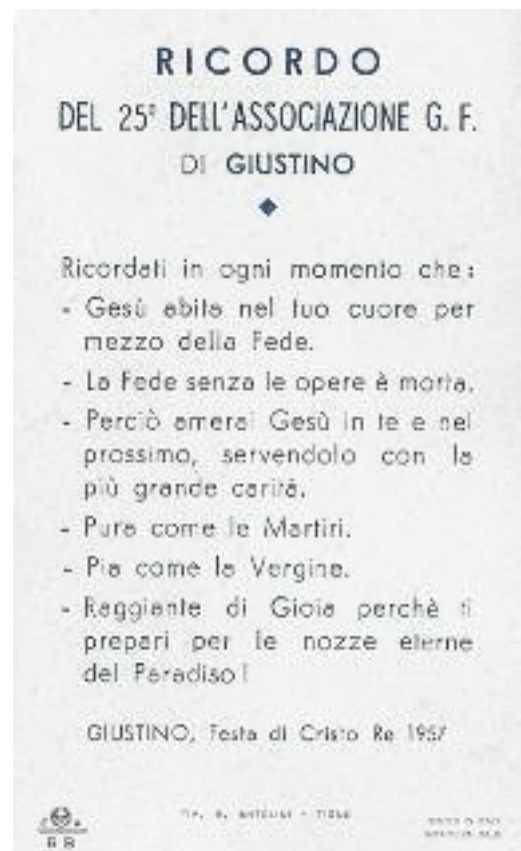 RICORDO
DEL 25° DELL'ASSOCIAZIONE G. F.
DI GIUSTINO
Ricordati in ogni momento che:
- Gesù abita nel tuo cuore per
mezzo della Fede.
- La Fede senza le opere è morta.
- Perciò amerai Gesù in te e nel
prossimo, servendolo con la
più grande carità.
- Pura come le Martiri.
- Pia come la Vergine.
- Raggiante di Gioia perchè ti
prepari per le nozze eterne
del Paradiso!
GIUSTINO, Festa di Cristo Re 1957
TIP. ANTOLINI - TIONE